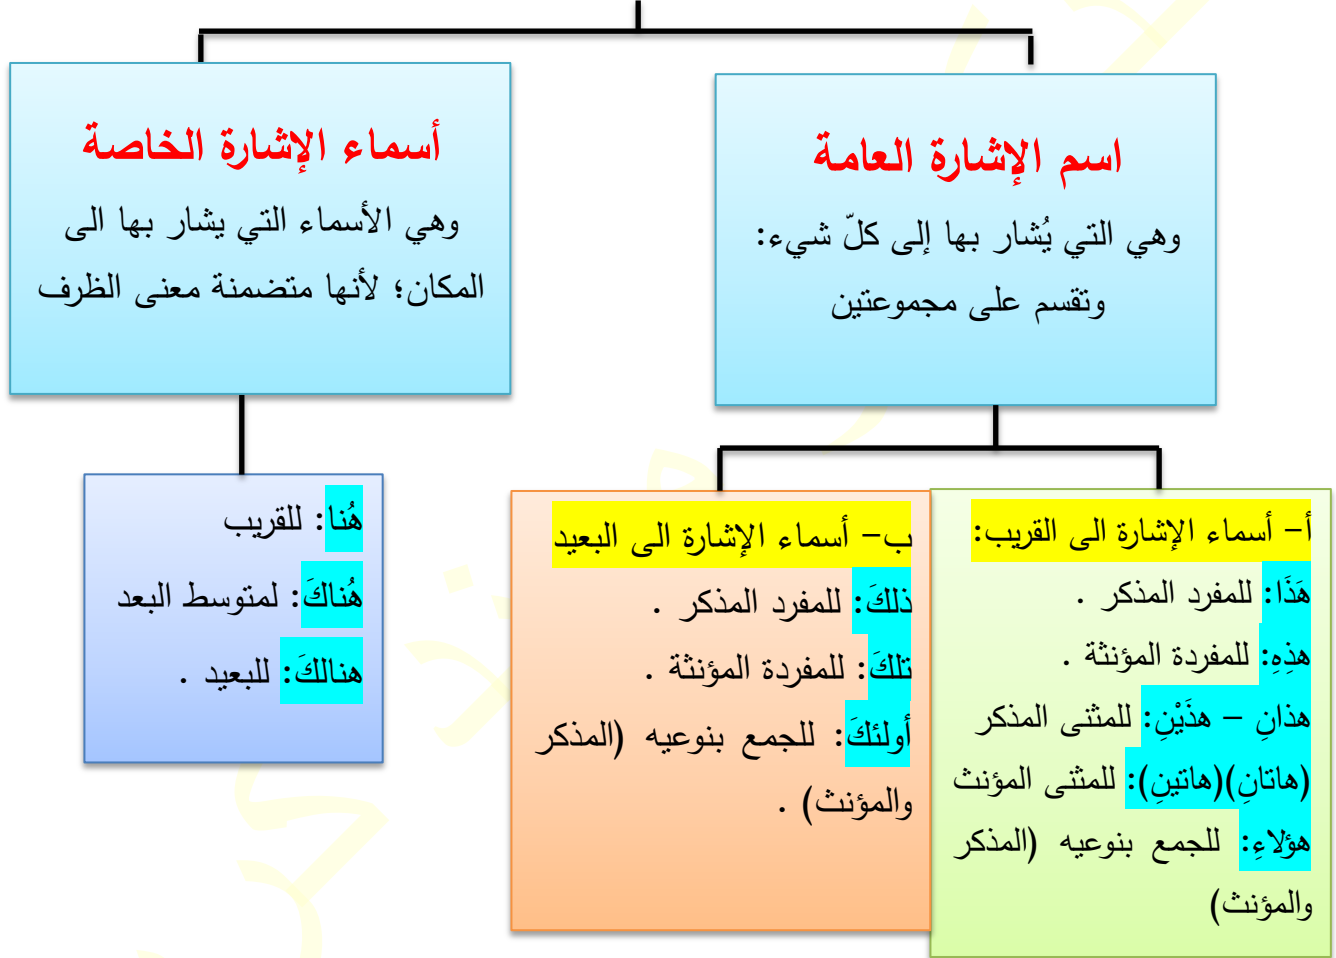 اسم الإشارة العامة
وهي التي يُشار بها إلى كلّ شيء:
وتقسم على مجموعتين
أسماء الإشارة الخاصة
وهي الأسماء التي يشار بها الى
المكان؛ لأنها متضمنة معنى الظرف
أ- أسماء الإشارة الى القريب:
هَذَا: للمفرد المذكر .
هذِهِ: للمفردة المؤنثة .
هذانِ - هذَيْنِ: للمثنى المذكر
(هاتانِ)(هاتينِ): للمثنى المؤنث
هؤلاءِ: للجمع بنوعيه (المذكر
والمؤنث)
ب- أسماء الإشارة الى البعيد
ذلكَ: للمفرد المذكر .
تلكَ: للمفردة المؤنثة .
أولئكَ: للجمع بنوعيه (المذكر
والمؤنث) .
هُنا: للقريب
هُناكَ: لمتوسط البعد
هنالكَ: للبعيد .